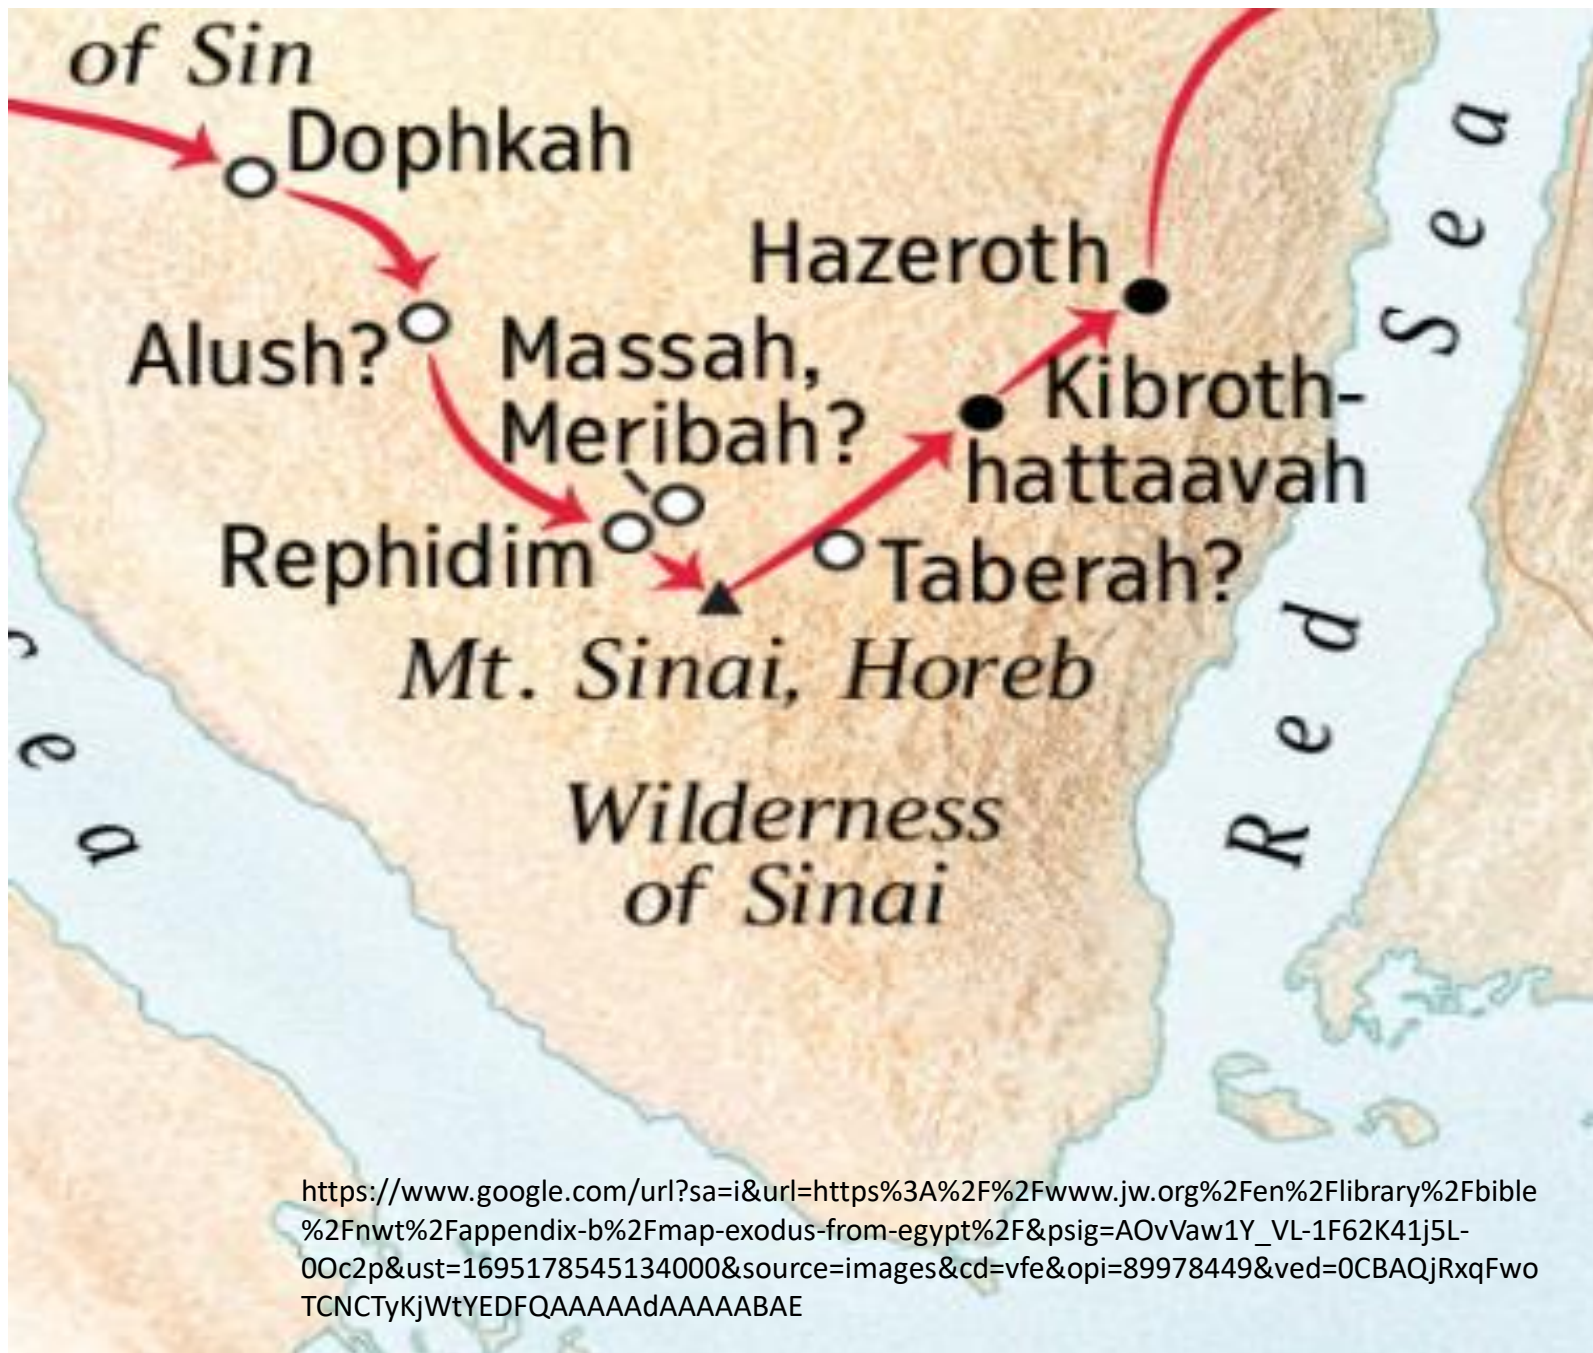 of Sin
Dophkah
Hazeroth
Alush?
Massah,
Meribah?
Kibroth-
hattaavah
Rephidim
Taberah?
Mt. Sinai, Horeb
Wilderness
of Sinai
Red Sea
ea
https://www.google.com/url?sa=i&url=https%3A%2F%2Fwww.jw.org%2Fen%2Flibrary%2Fbible
%2Fnwt%2Fappendix-b%2Fmap-exodus-from-egypt%2F&psig=AOvVaw1Y_VL-1F62K41j5L-
0Oc2p&ust=1695178545134000&source=images&cd=vfe&opi=89978449&ved=0CBAQjRxqFwo
TCNCTyKjWtYEDFQAAAAAdAAAAABAE